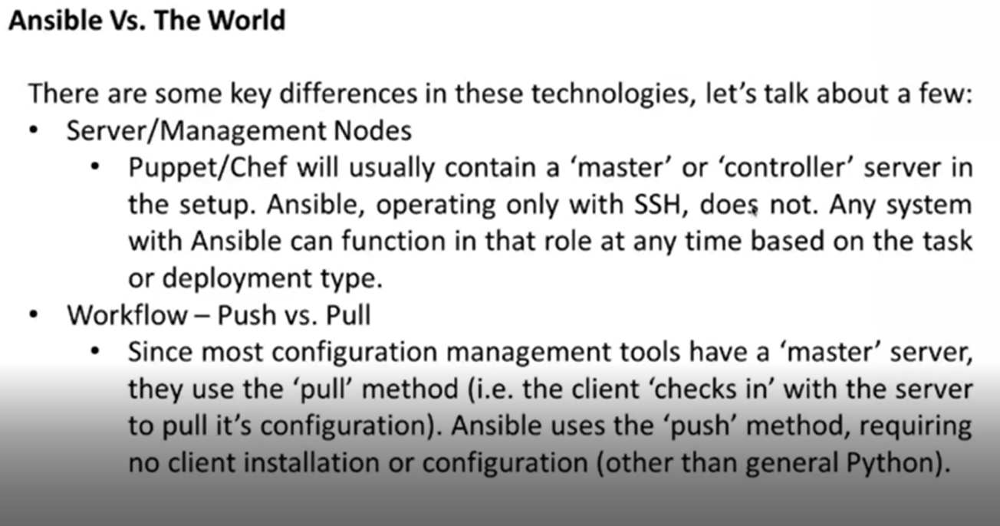 Ansible Vs. The World
There are some key differences in these technologies, let’s talk about a few:
• Server/Management Nodes
• Puppet/Chef will usually contain a ‘master’ or ‘controller’ server in
the setup. Ansible, operating only with SSH, does not. Any system
with Ansible can function in that role at any time based on the task
or deployment type.
• Workflow – Push vs. Pull
• Since most configuration management tools have a ‘master’ server,
they use the ‘pull’ method (i.e. the client ‘checks in’ with the server
to pull it’s configuration). Ansible uses the ‘push’ method, requiring
no client installation or configuration (other than general Python).